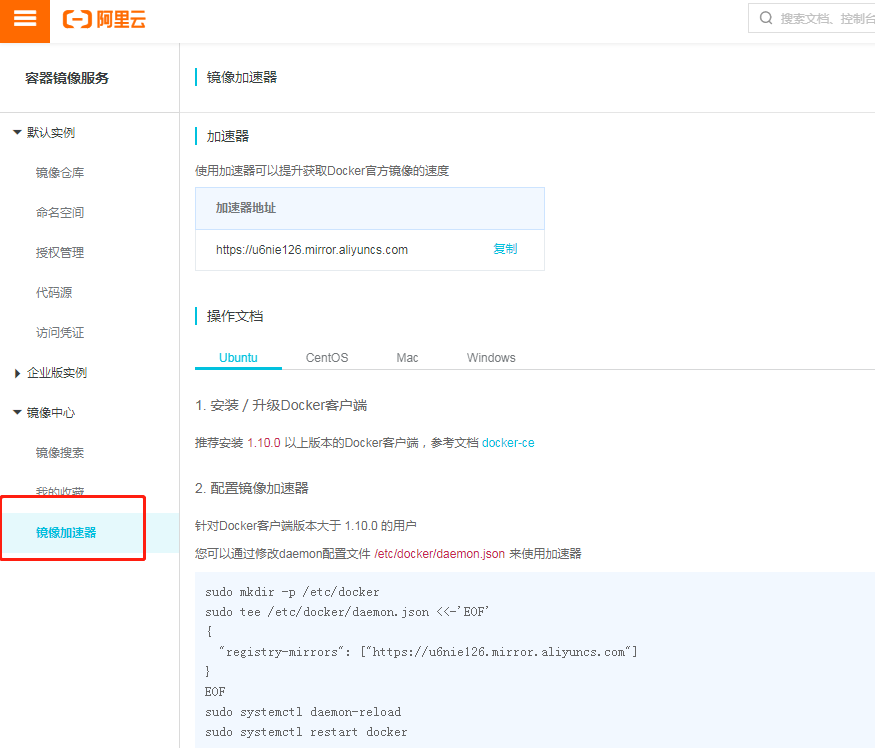 阿里云
搜索文档、控制台
容器镜像服务
默认实例
镜像仓库
命名空间
授权管理
代码源
访问凭证
企业版实例
镜像中心
镜像搜索
我的收藏
镜像加速器
镜像加速器
加速器
使用加速器可以提升获取Docker官方镜像的速度
加速器地址
https://u6nie126.mirror.aliyuncs.com 复制
操作文档
Ubuntu CentOS Mac Windows
1. 安装 / 升级Docker客户端
推荐安装 1.10.0 以上版本的Docker客户端，参考文档 docker-ce
2. 配置镜像加速器
针对Docker客户端版本大于 1.10.0 的用户
您可以通过修改daemon配置文件 /etc/docker/daemon.json 来使用加速器
sudo mkdir -p /etc/docker
sudo tee /etc/docker/daemon.json <<-'EOF'
{
"registry-mirrors": ["https://u6nie126.mirror.aliyuncs.com"]
}
EOF
sudo systemctl daemon-reload
sudo systemctl restart docker